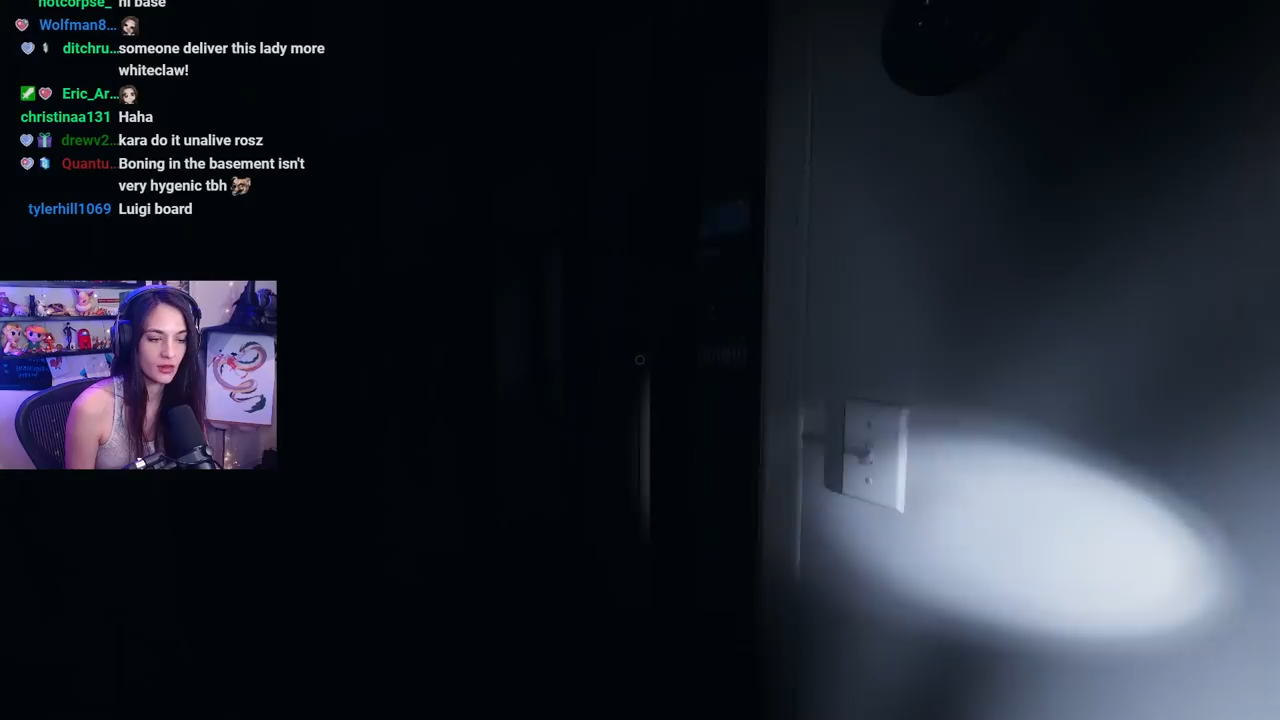 notcorpse_ hi base
Wolfman8…
ditchru… someone deliver this lady more
whiteclaw!
Eric_Ar…
christinaa131 Haha
drewv2… kara do it unalive rosz
Quantu… Boning in the basement isn't
very hygenic tbh
tylerhill1069 Luigi board